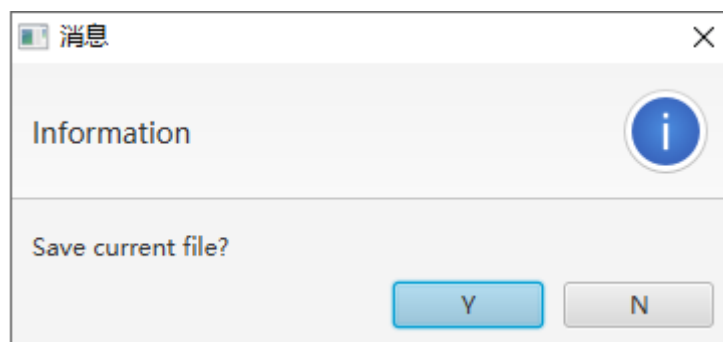 消息
Information
Save current file?
Y N